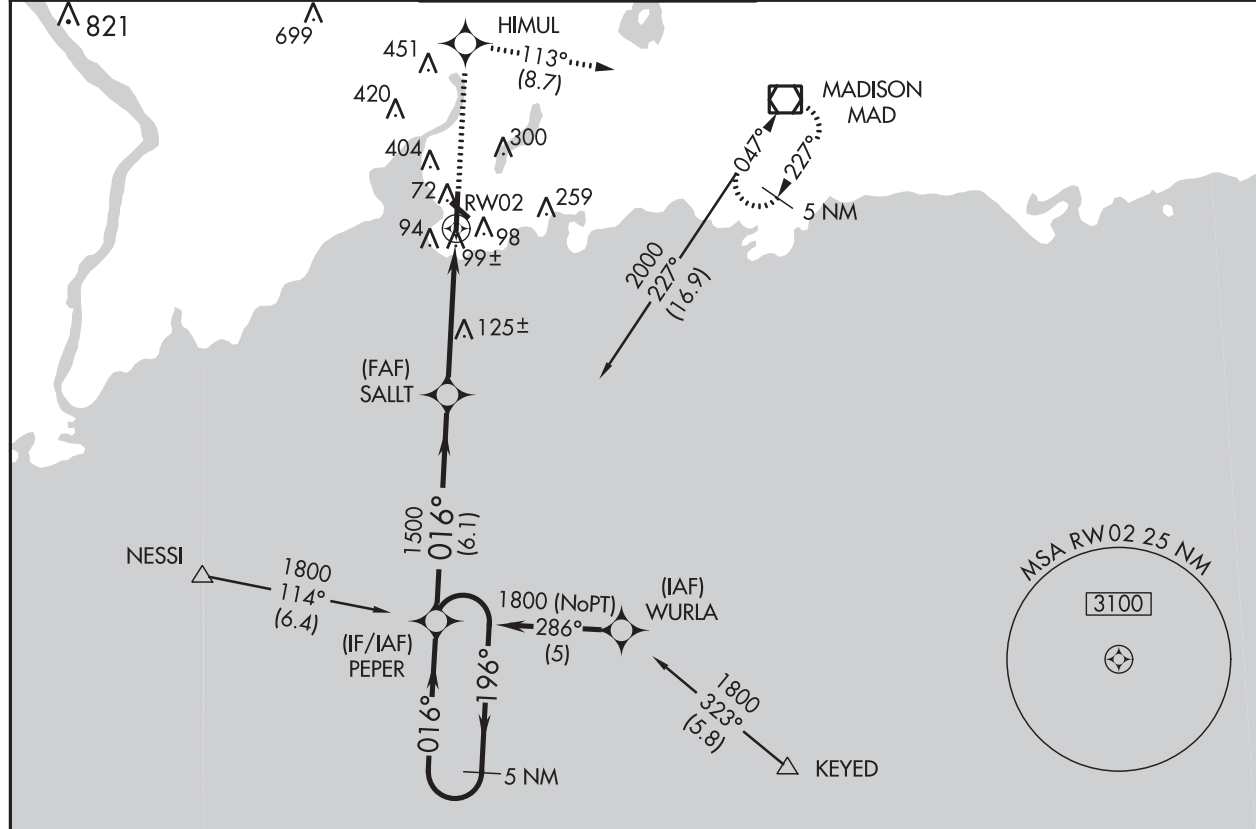 821
699
HIMUL
451
113°
(8.7)
420
MADISON
MAD
300
404
047°
227°
72
RW02
259
5 NM
94
98
99±
2000
227°
(16.9)
125±
(FAF)
SALLT
1500
016°
(6.1)
NESSI
1800
114°
(6.4)
1800 (NoPT)
286°
(5)
(IAF)
WURLA
(IF/IAF)
PEPER
016°
196°
5 NM
1800
323°
(5.8)
KEYED
MSA RW02 25 NM
3100